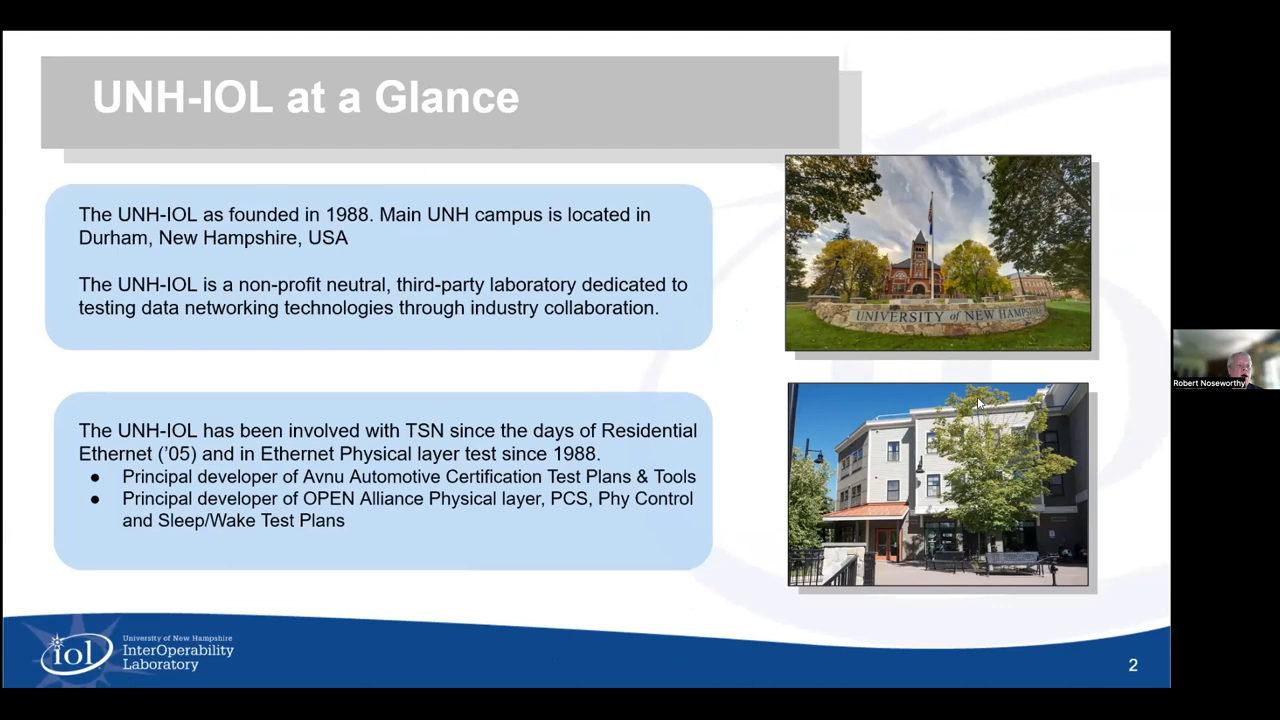 UNH-IOL at a Glance
The UNH-IOL as founded in 1988. Main UNH campus is located in
Durham, New Hampshire, USA
The UNH-IOL is a non-profit neutral, third-party laboratory dedicated to
testing data networking technologies through industry collaboration.
UNIVERSITY of NEW HAMPSHIRE
The UNH-IOL has been involved with TSN since the days of Residential
Ethernet ('05) and in Ethernet Physical layer test since 1988.
● Principal developer of Avnu Automotive Certification Test Plans & Tools
● Principal developer of OPEN Alliance Physical layer, PCS, Phy Control
and Sleep/Wake Test Plans
Robert Noseworthy
iol
University of New Hampshire
InterOperability
Laboratory
2